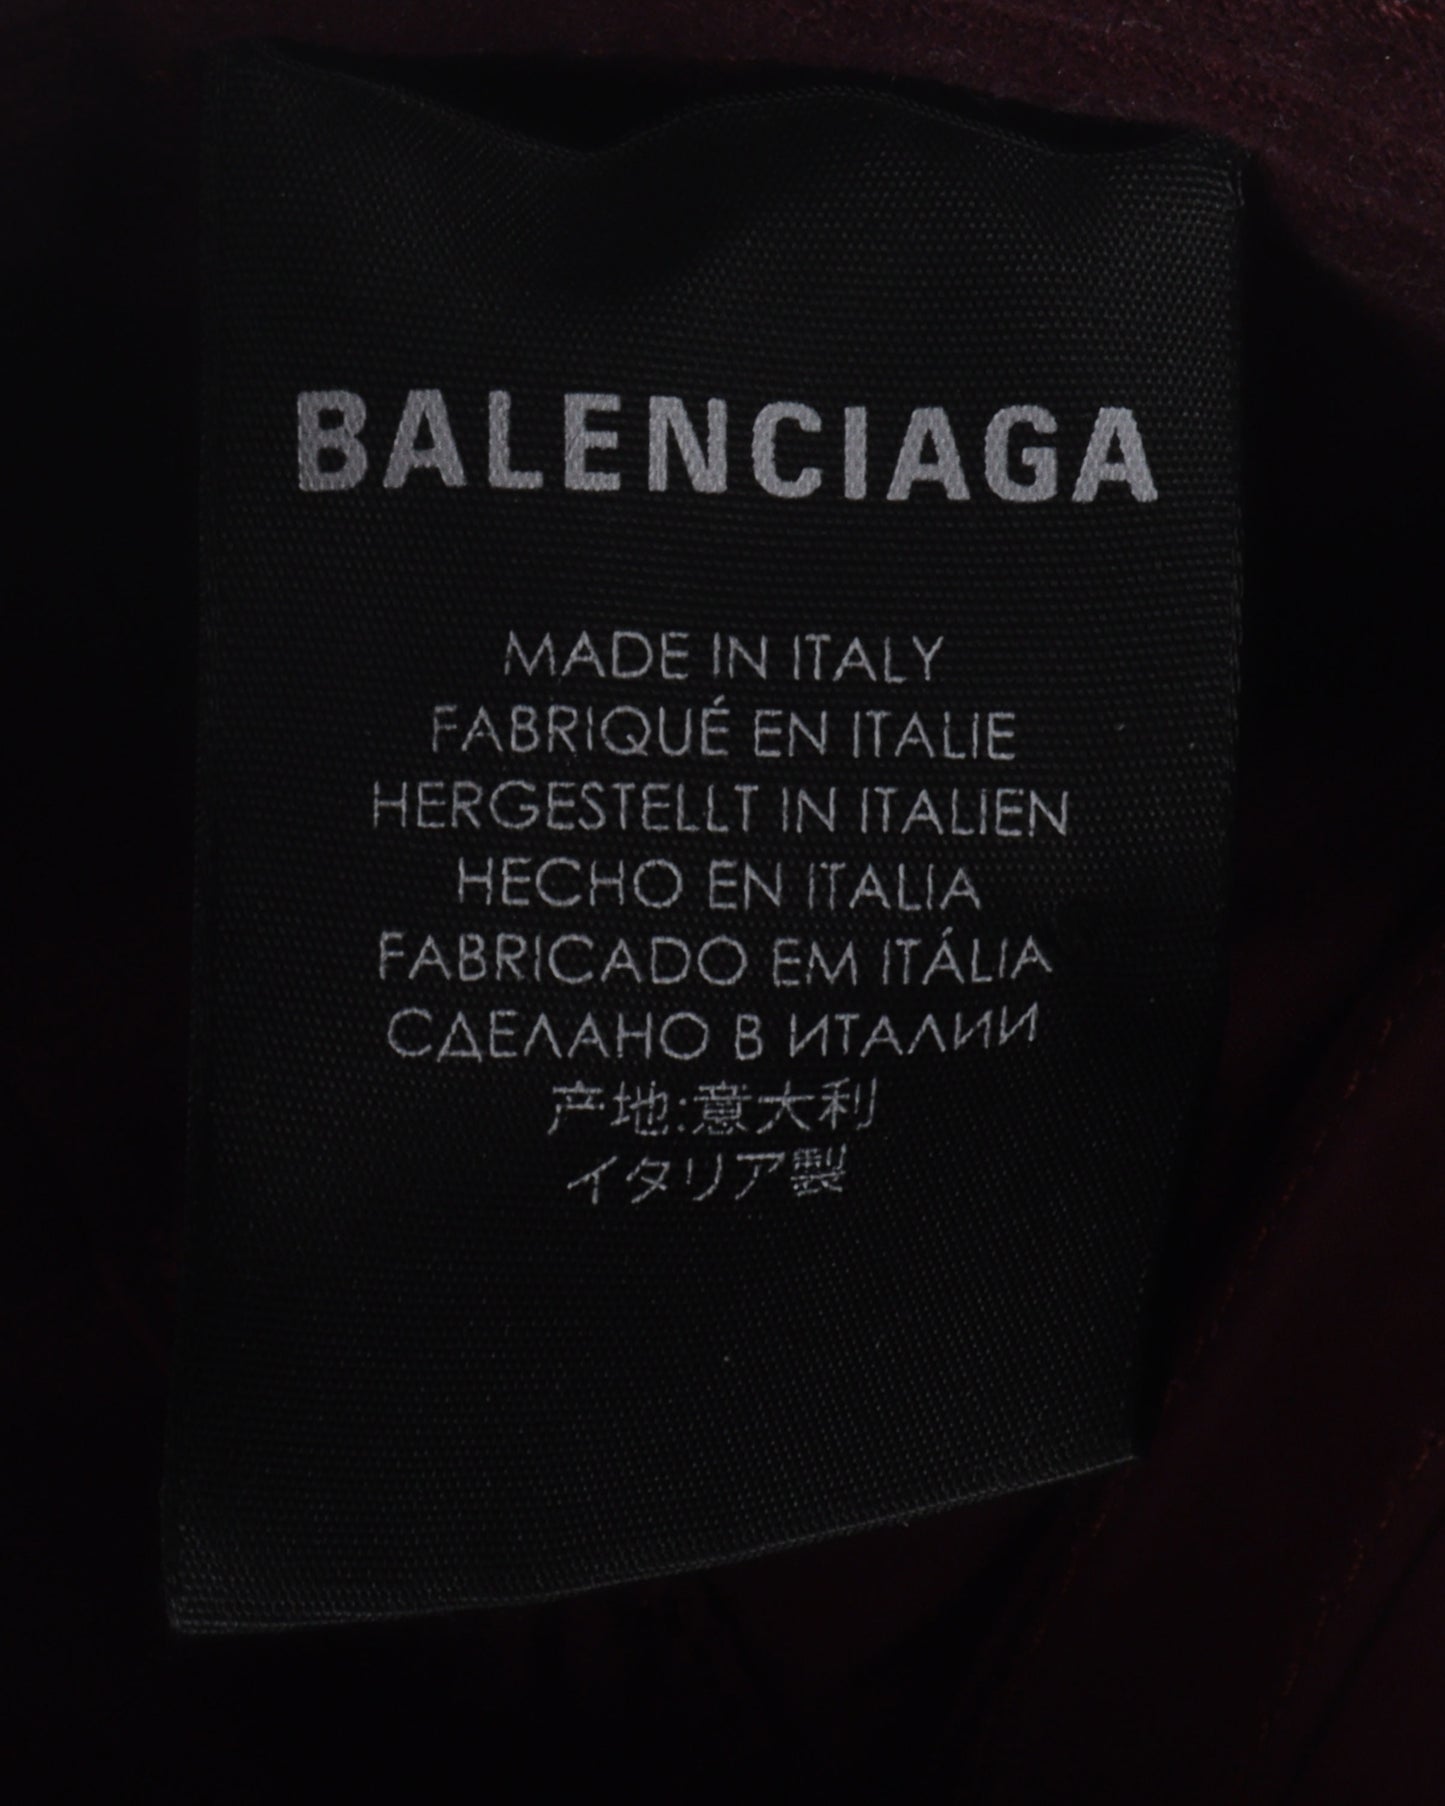 BALENCIAGA
MADE IN ITALY
FABRIQUÉ EN ITALIE
HERGESTELLT IN ITALIEN
HECHO EN ITALIA
FABRICADO EM ITÁLIA
СДЕЛАНО В ИТАЛИИ
产地:意大利
イタリア製